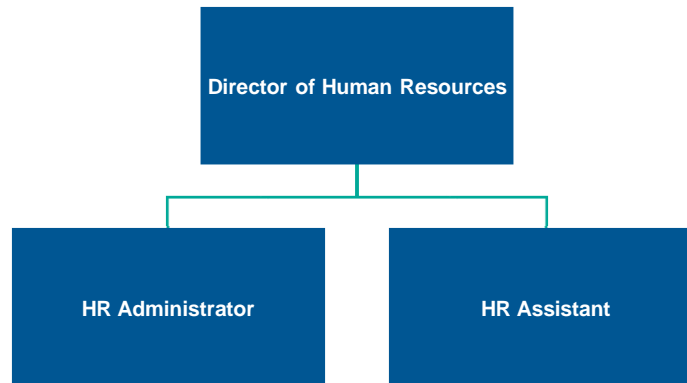 Director of Human Resources
HR Administrator
HR Assistant